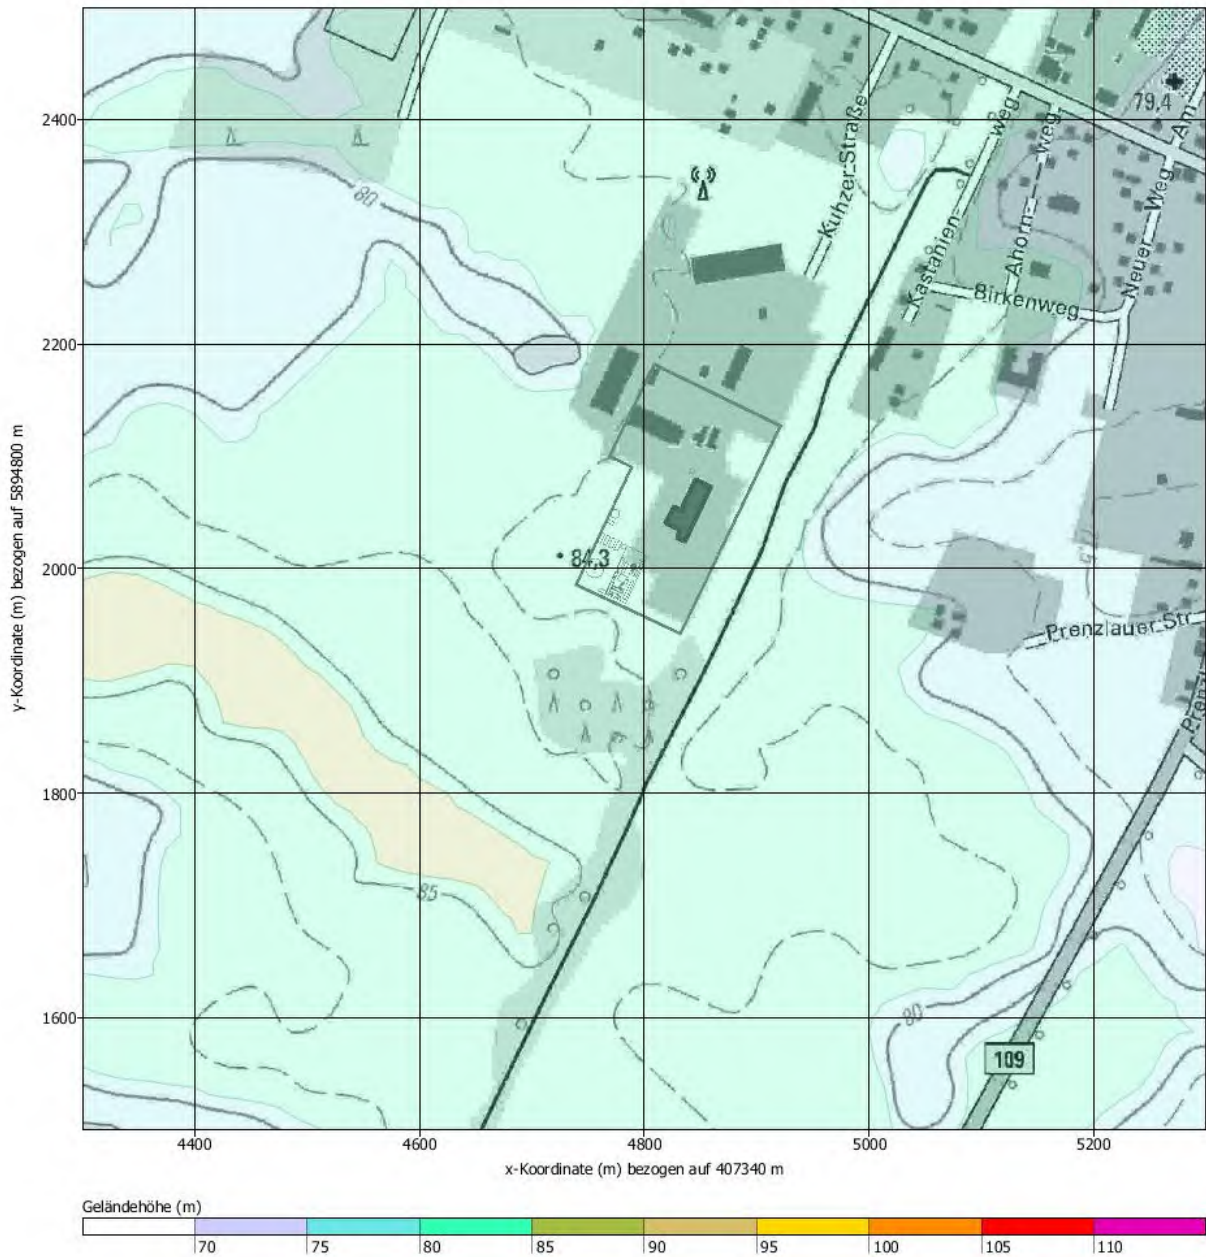 2400
2200
2000
1800
1600
y-Koordinate (m) bezogen auf 5894800 m
80
79,4
Kuhzer-Straße
Kastanien-
weg
Ahorn-
weg
Neuer Weg
Am
Birkenweg
84,3
Prenzlauer Str
Prenzl
85
80
109
4400 4600 4800 5000 5200
x-Koordinate (m) bezogen auf 407340 m
Geländehöhe (m)
70 75 80 85 90 95 100 105 110